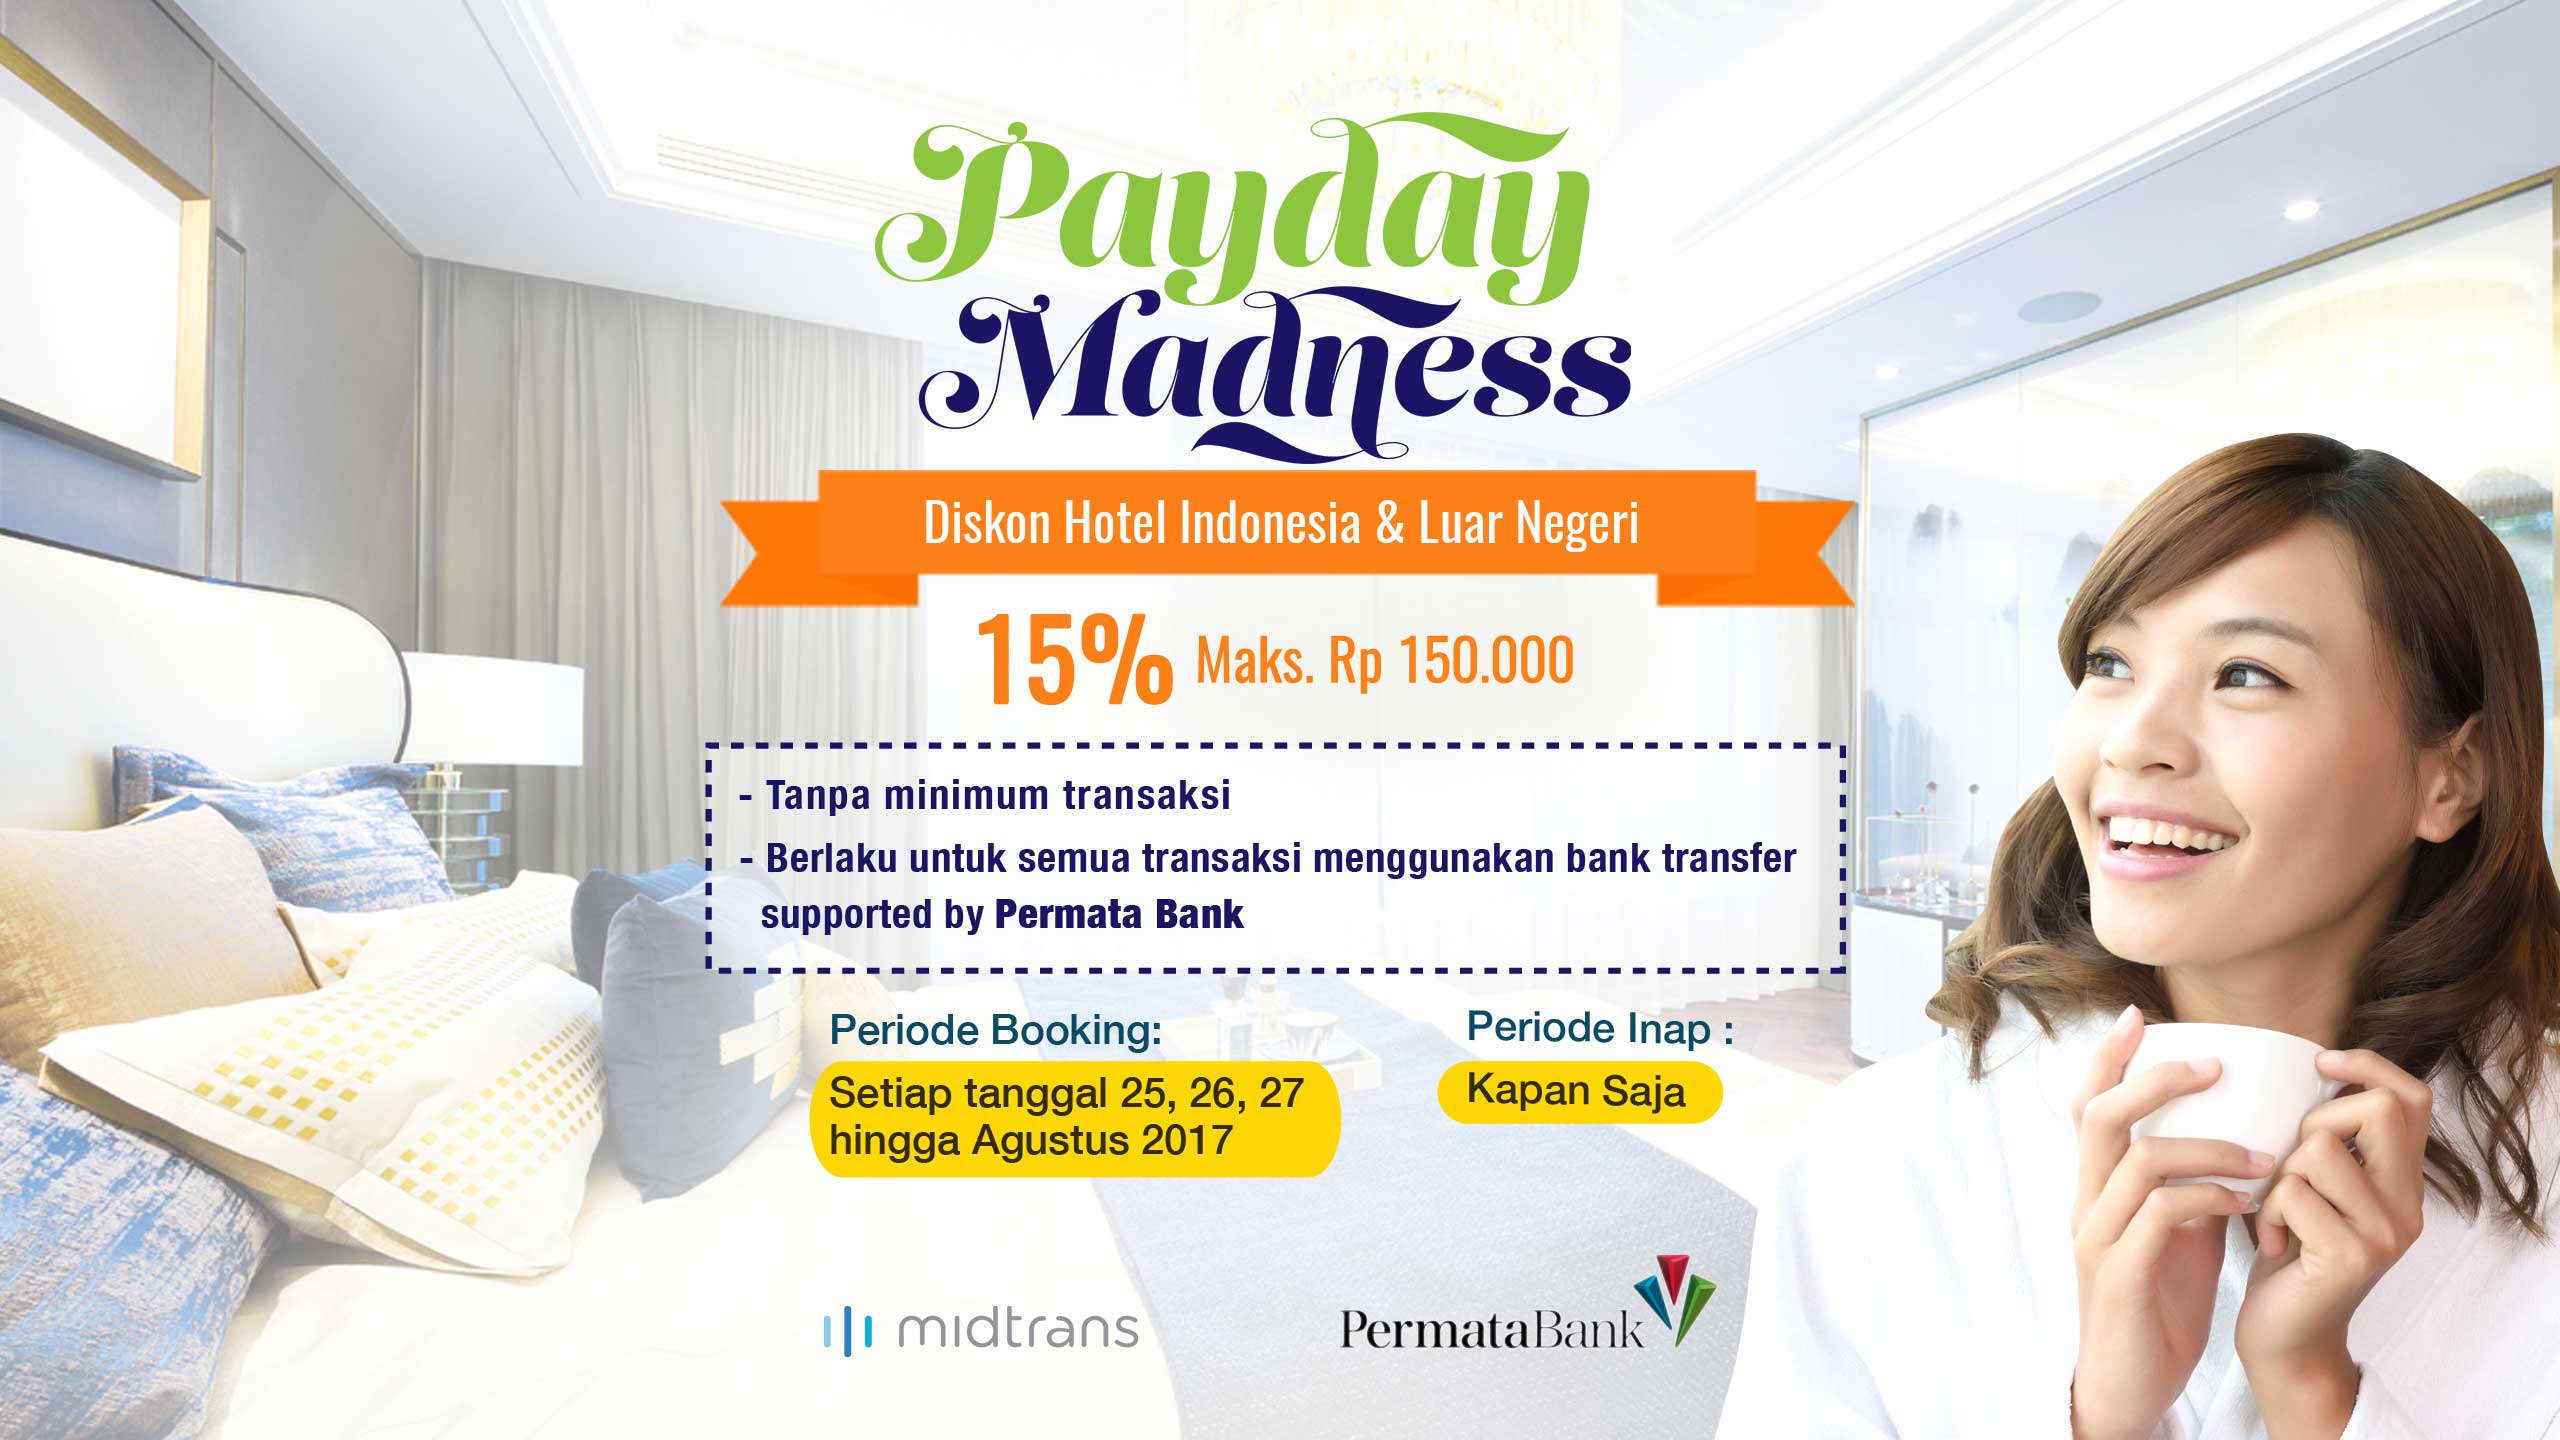 Payday
Madness
Diskon Hotel Indonesia & Luar Negeri
15% Maks. Rp 150.000
- Tanpa minimum transaksi
- Berlaku untuk semua transaksi menggunakan bank transfer
supported by Permata Bank
Periode Booking:
Setiap tanggal 25, 26, 27
hingga Agustus 2017
Periode Inap :
Kapan Saja
midtrans
PermataBank